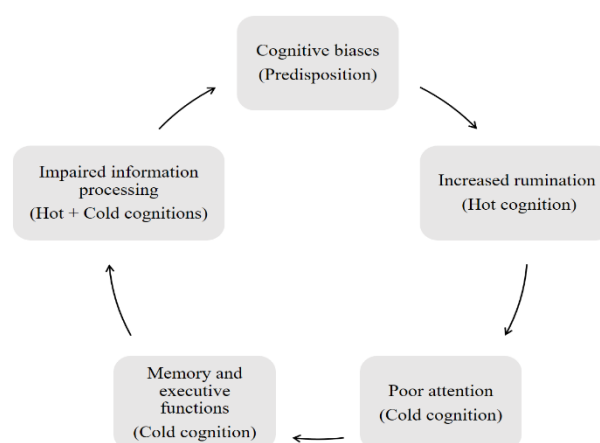 Cognitive biases
(Predisposition)
Increased rumination
(Hot cognition)
Poor attention
(Cold cognition)
Memory and
executive
functions
(Cold cognition)
Impaired information
processing
(Hot + Cold cognitions)